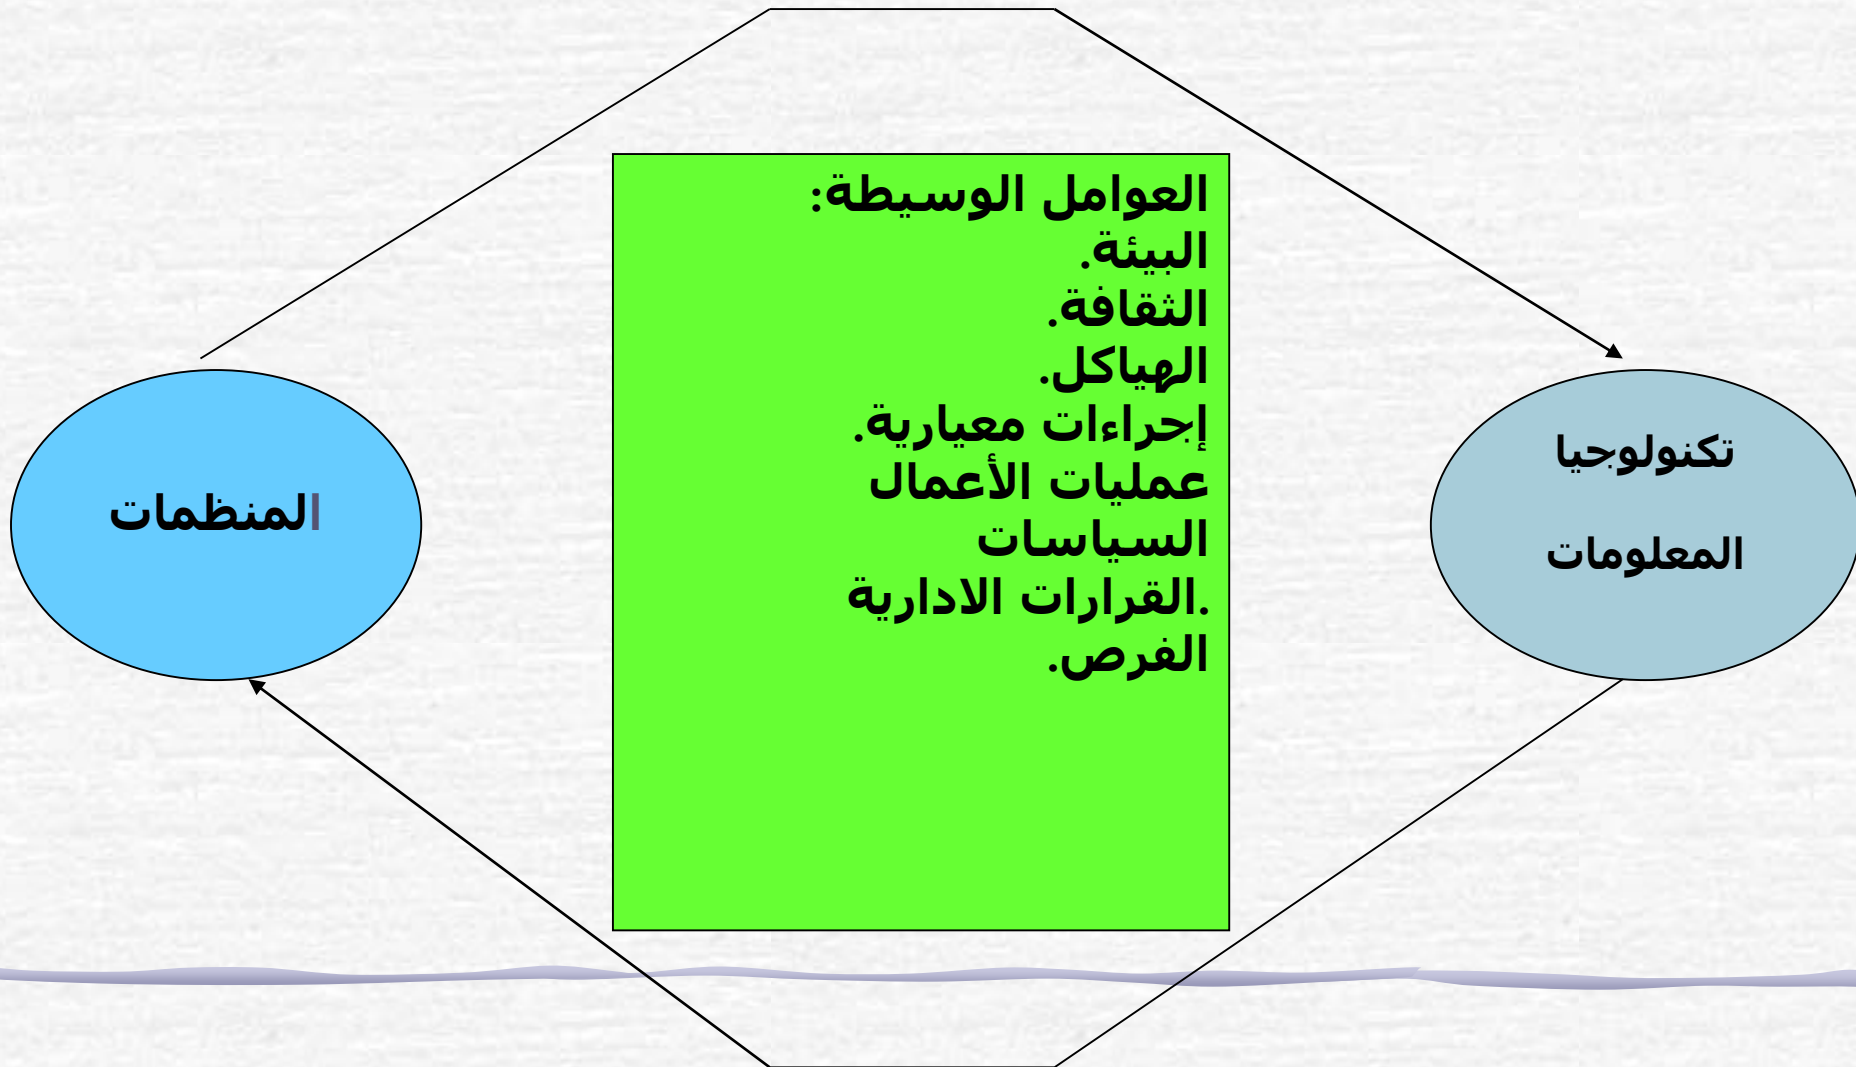 العوامل الوسيطة:
البيئة.
الثقافة.
الهياكل.
إجراءات معيارية.
عمليات الأعمال
السياسات
.القرارات الادارية
الفرص.
تكنولوجيا
المعلومات
المنظمات